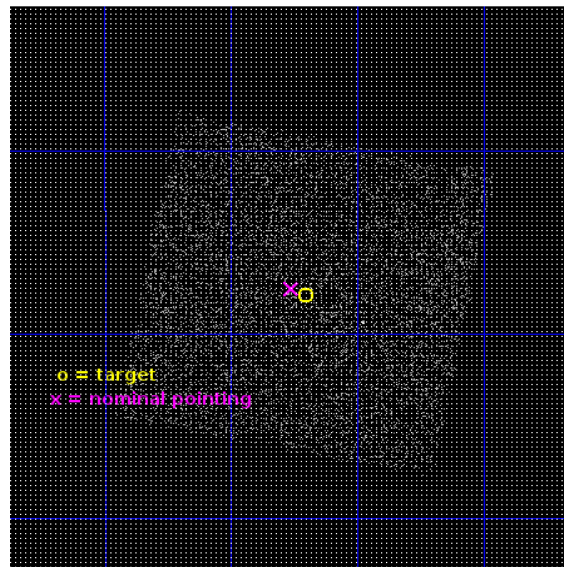 o = target
x = nominal pointing